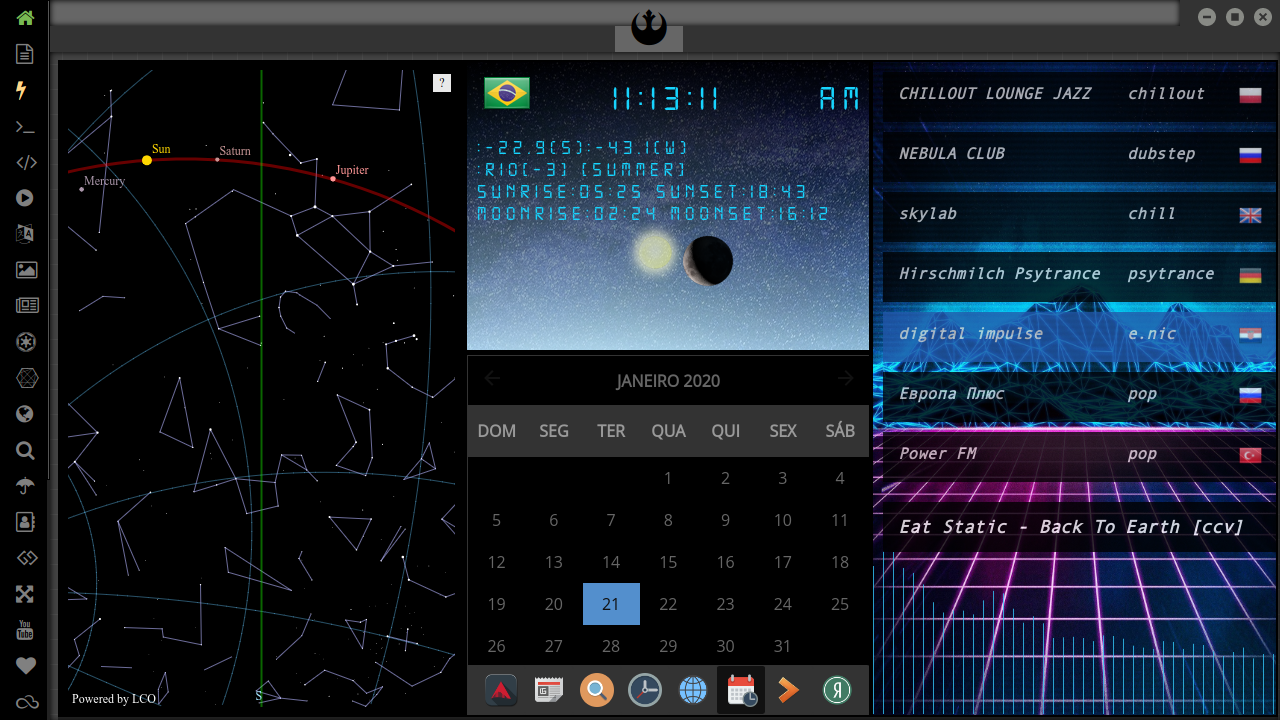 ?
Sun
Saturn
Jupiter
Mercury
Powered by LCO
S
11:13:11 AM
:-22.9(S):-43.1(W)
:RIO(-3) (SUMMER)
SUNRISE:05:25 SUNSET:18:43
MOONRISE:02:24 MOONSET:16:12
JANEIRO 2020
DOM SEG TER QUA QUI SEX SÁB
1 2 3 4
5 6 7 8 9 10 11
12 13 14 15 16 17 18
19 20 21 22 23 24 25
26 27 28 29 30 31
CHILLOUT LOUNGE JAZZ chillout
NEBULA CLUB dubstep
skylab chill
Hirschmilch Psytrance psytrance
digital impulse e.nic
Европа Плюс pop
Power FM pop
Eat Static - Back To Earth [ccv]
You
Tube
Я